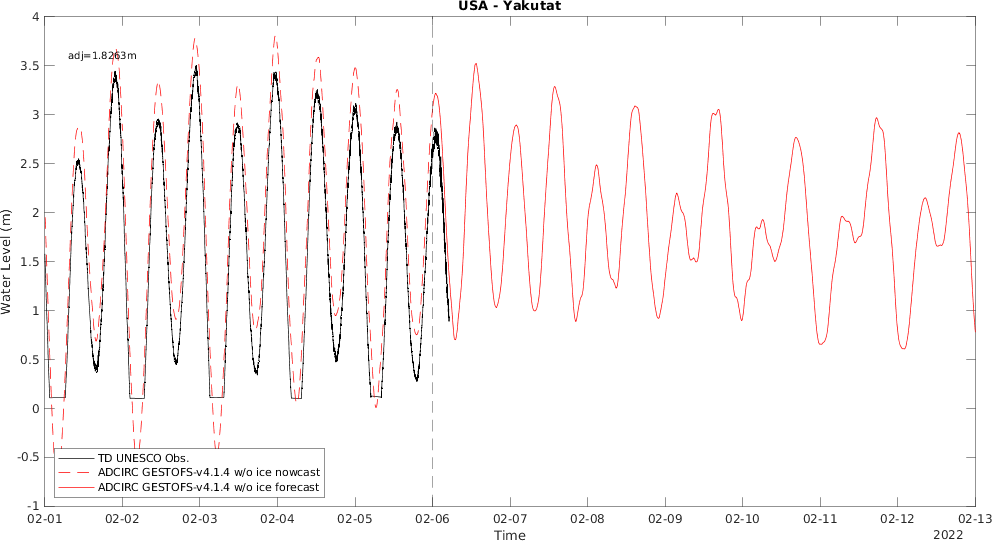 USA - Yakutat
4
3.5
3
2.5
2
1.5
1
0.5
0
-0.5
-1
Water Level (m)
adj=1.8263m
TD UNESCO Obs.
ADCIRC GESTOFS-v4.1.4 w/o ice nowcast
ADCIRC GESTOFS-v4.1.4 w/o ice forecast
02-01 02-02 02-03 02-04 02-05 02-06 02-07 02-08 02-09 02-10 02-11 02-12 02-13
Time
2022